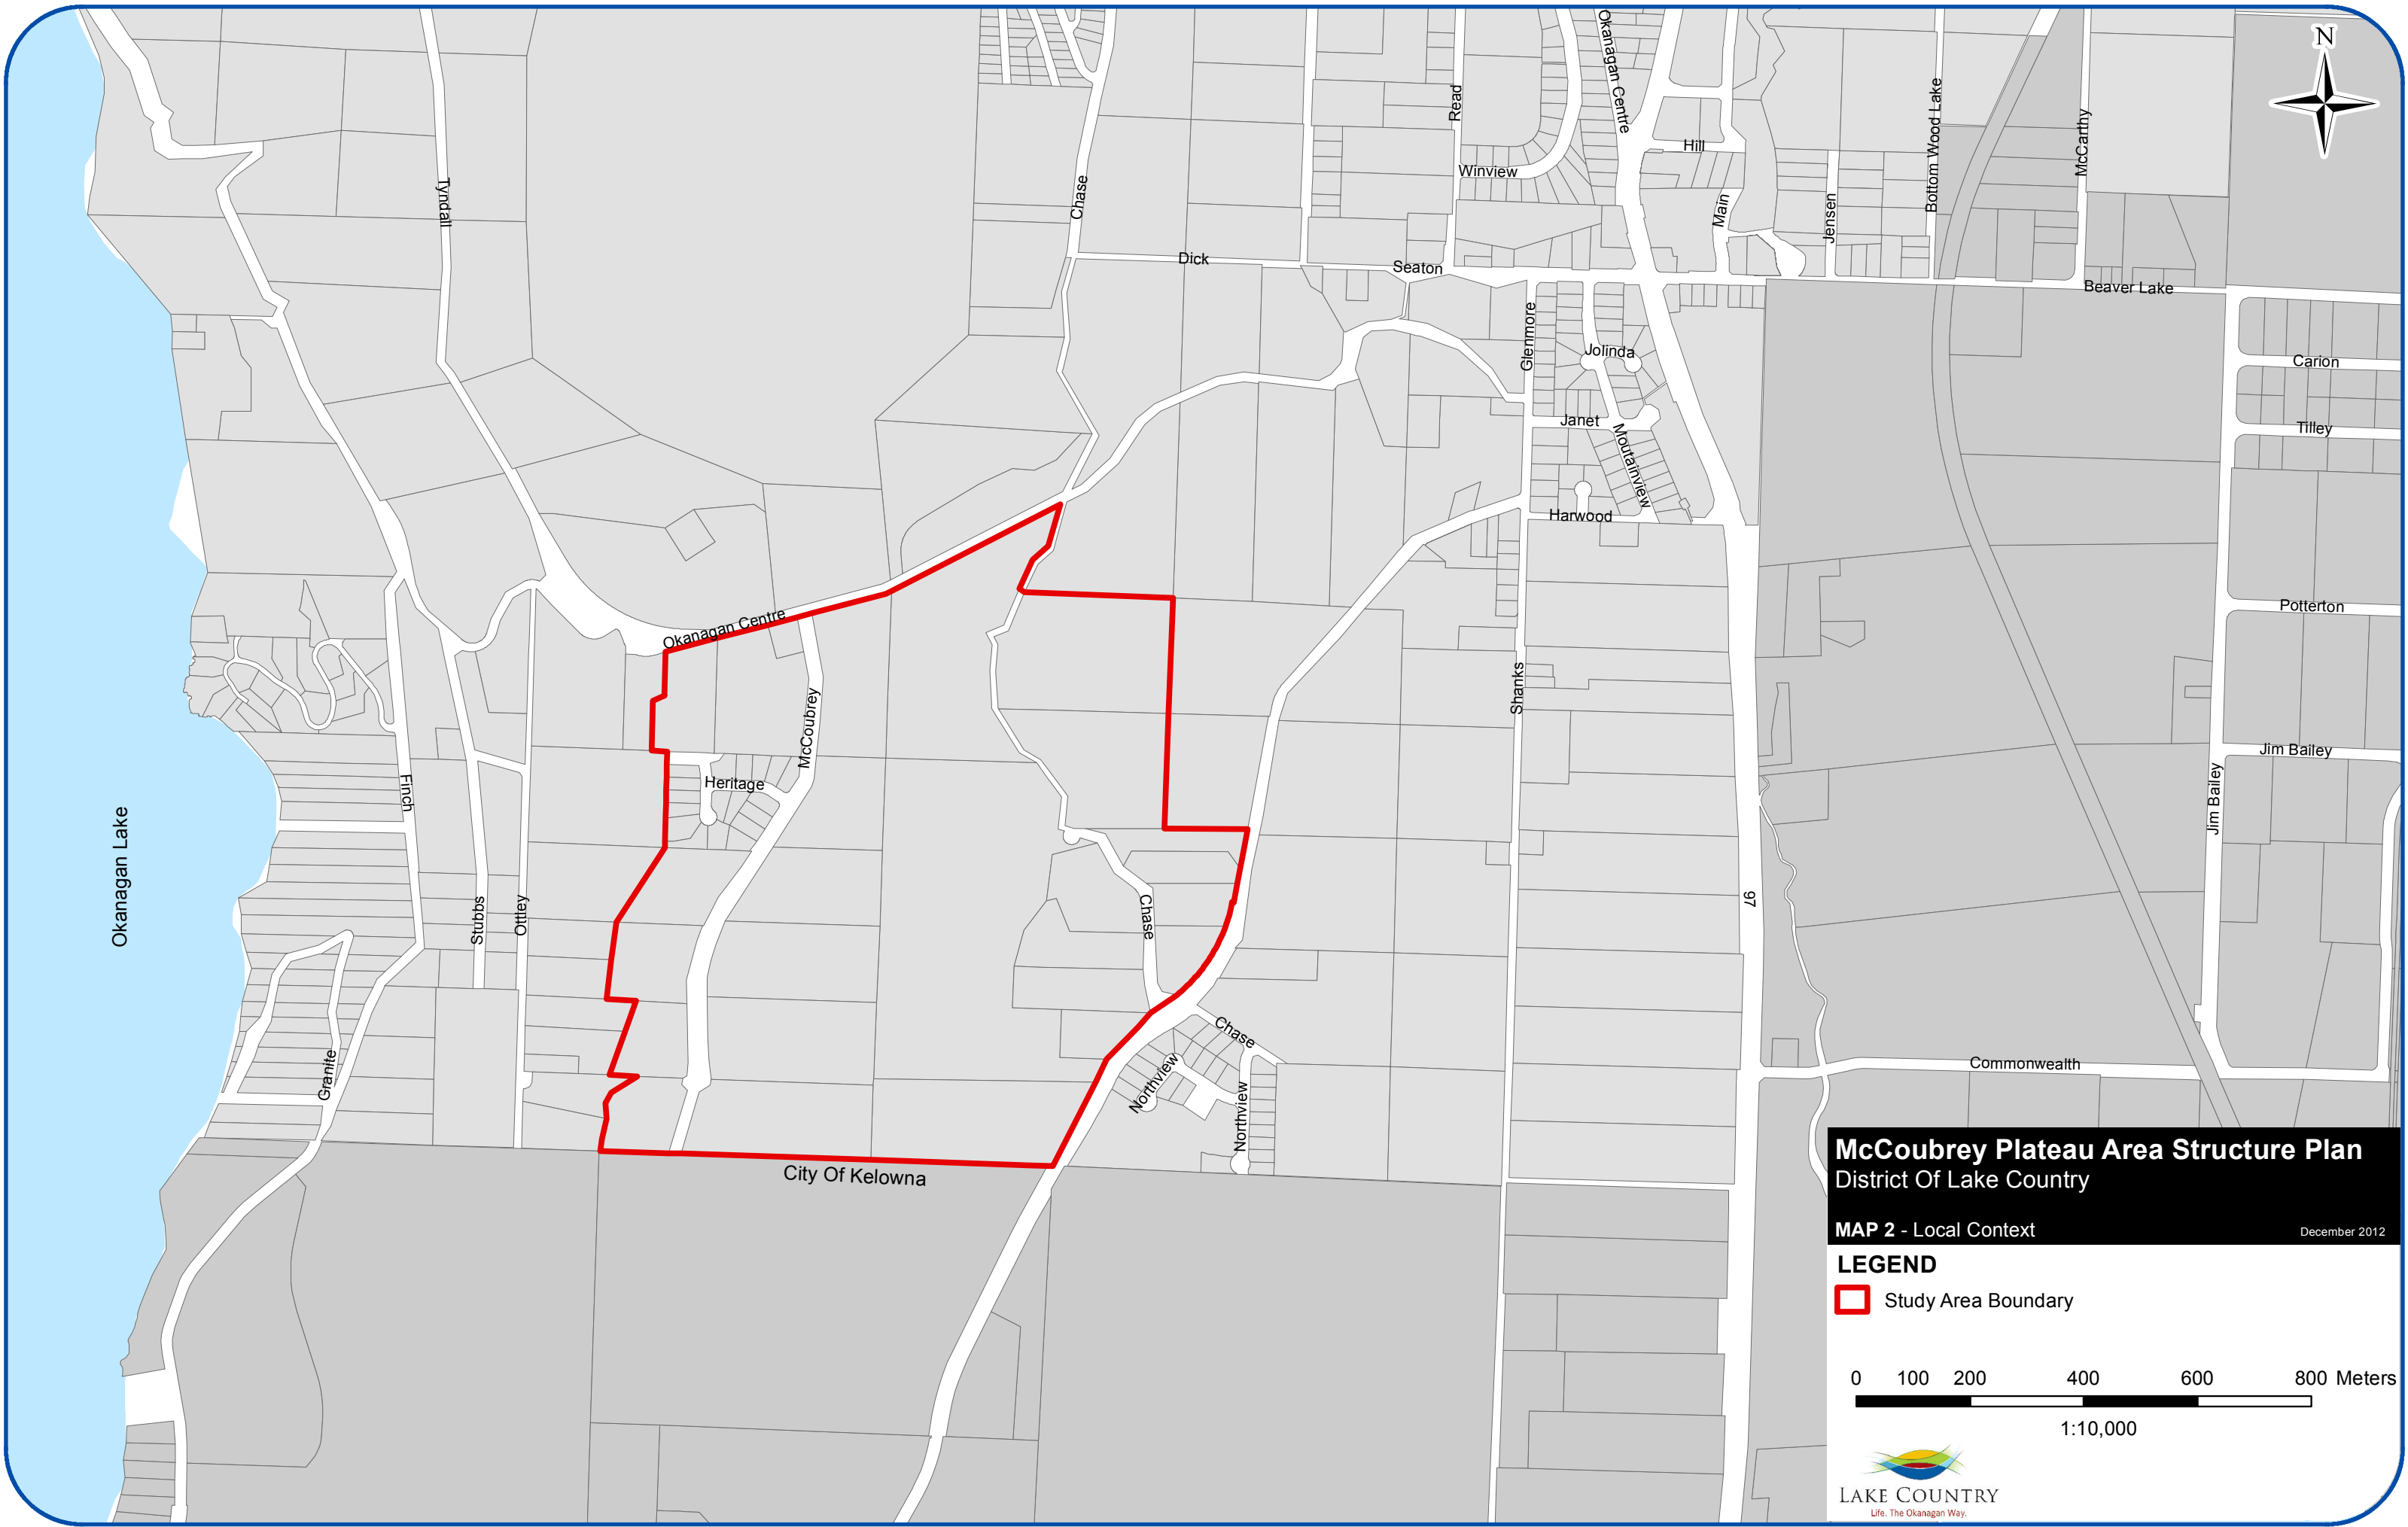 N
Okanagan Centre
Read
Bottom Wood Lake
McCarthy
Hill
Winview
Tyndall
Chase
Main
Jensen
Dick
Seaton
Beaver Lake
Glenmore
Jolinda
Carion
Janet
Tilley
Moutainview
Harwood
Okanagan Centre
Potterton
Shanks
McCoubrey
Jim Bailey
Heritage
Finch
Jim Bailey
Okanagan Lake
Stubbs
Ottley
Chase
97
Chase
Granite
Northview
Northview
Commonwealth
City Of Kelowna
McCoubrey Plateau Area Structure Plan
District Of Lake Country
MAP 2 - Local Context
December 2012
LEGEND
Study Area Boundary
0 100 200 400 600 800 Meters
1:10,000
LAKE COUNTRY
Life. The Okanagan Way.